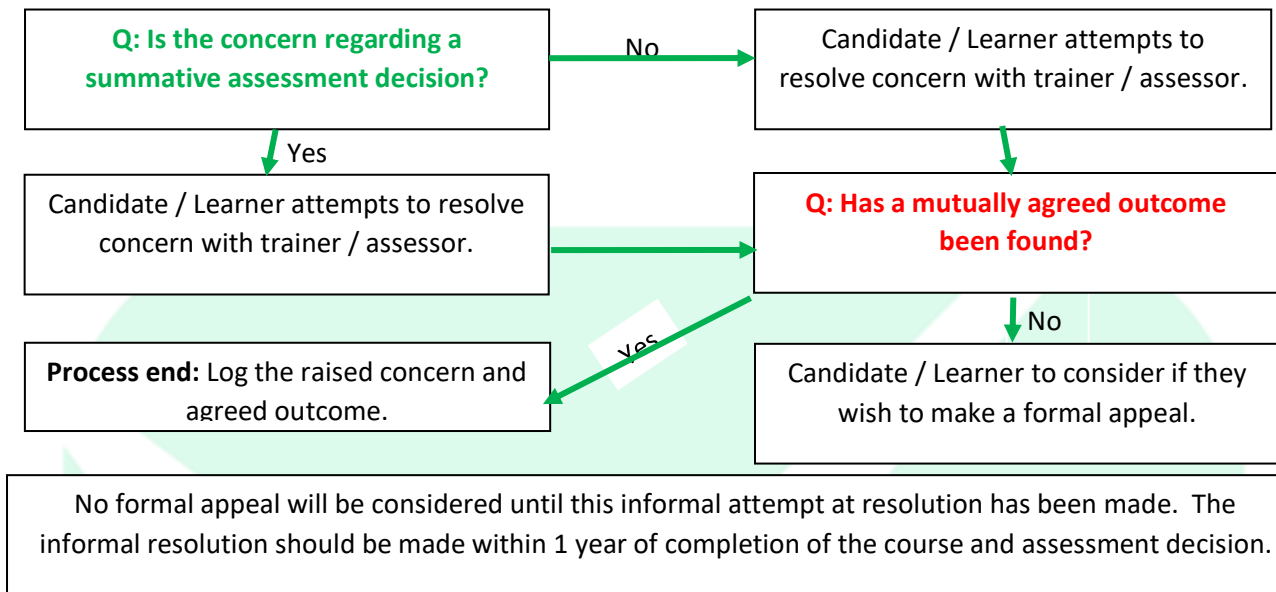 Q: Is the concern regarding a
summative assessment decision?
No
Candidate / Learner attempts to
resolve concern with trainer / assessor.
Yes
Candidate / Learner attempts to resolve
concern with trainer / assessor.
Q: Has a mutually agreed outcome
been found?
Yes
No
Process end: Log the raised concern and
agreed outcome.
Candidate / Learner to consider if they
wish to make a formal appeal.
No formal appeal will be considered until this informal attempt at resolution has been made.  The
informal resolution should be made within 1 year of completion of the course and assessment decision.